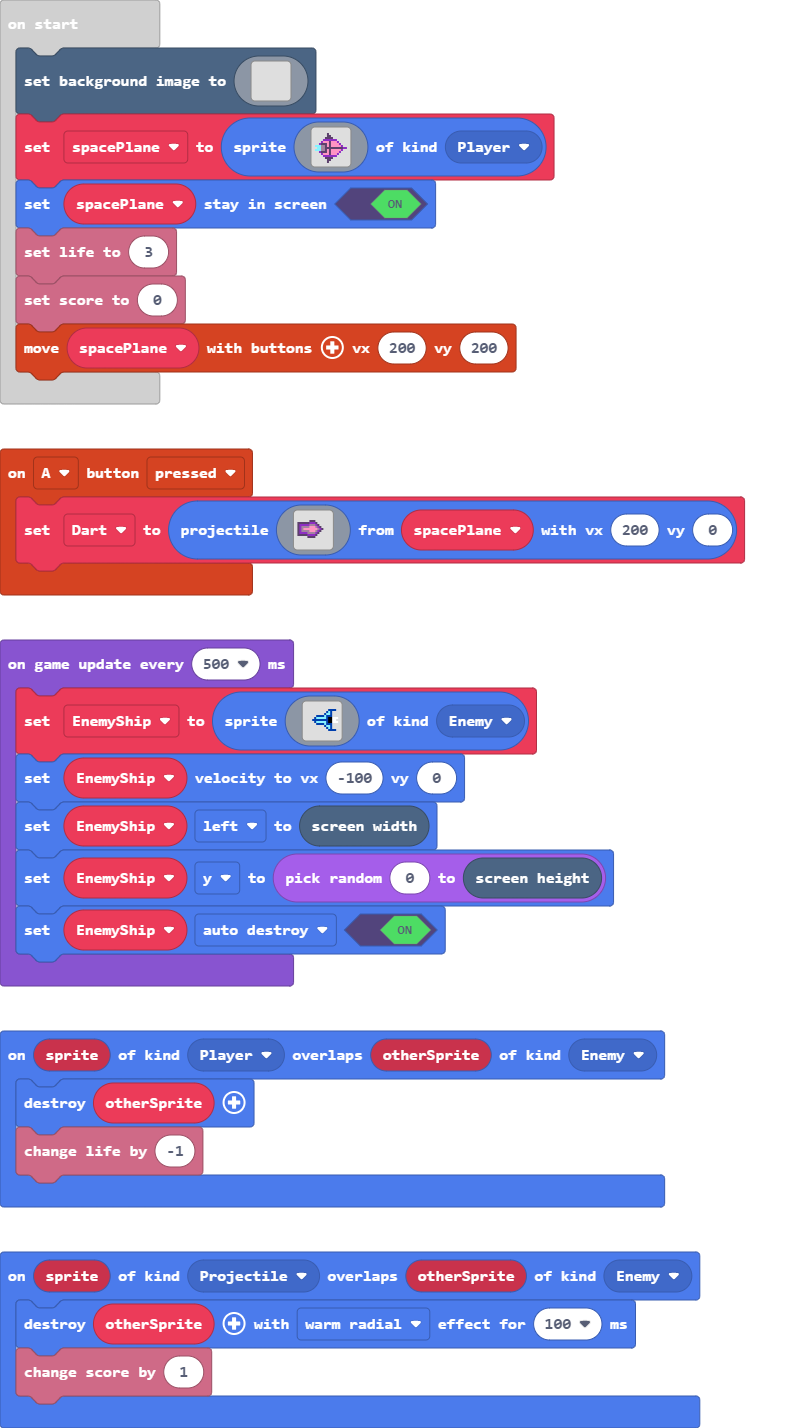 on start
set background image to
set spacePlane to sprite of kind Player
set spacePlane stay in screen ON
set life to 3
set score to 0
move spacePlane with buttons vx 200 vy 200
on A button pressed
set Dart to projectile from spacePlane with vx 200 vy 0
on game update every 500 ms
set EnemyShip to sprite of kind Enemy
set EnemyShip velocity to vx -100 vy 0
set EnemyShip left to screen width
set EnemyShip y to pick random 0 to screen height
set EnemyShip auto destroy ON
on sprite of kind Player overlaps otherSprite of kind Enemy
destroy otherSprite
change life by -1
on sprite of kind Projectile overlaps otherSprite of kind Enemy
destroy otherSprite with warm radial effect for 100 ms
change score by 1